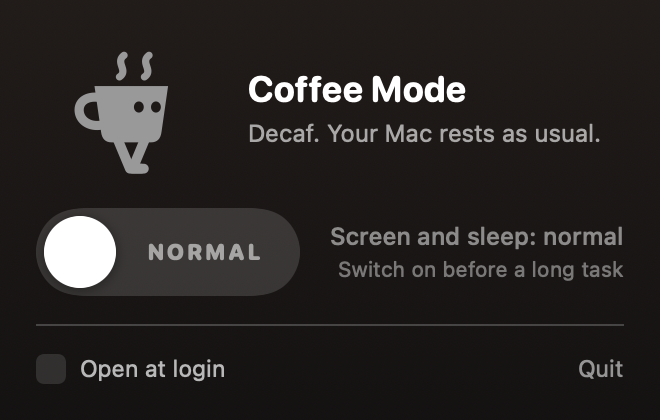 Coffee Mode
Decaf. Your Mac rests as usual.
NORMAL
Screen and sleep: normal
Switch on before a long task
Open at login
Quit